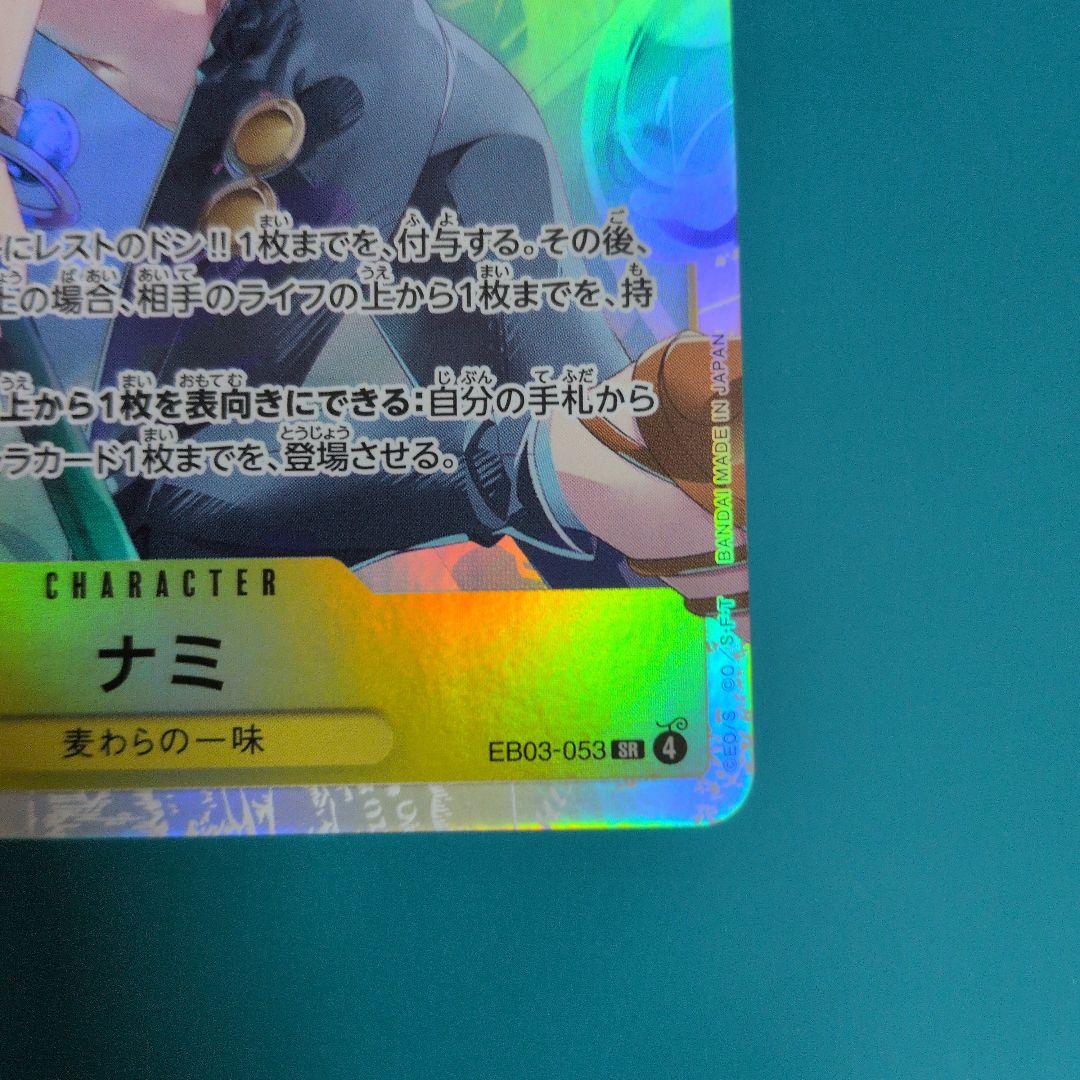 にレストのドン!!1枚までを、付与する。その後、
上の場合、相手のライフの上から1枚までを、持
上から1枚を表向きにできる:自分の手札から
ラカード1枚までを、登場させる。
CHARACTER
ナミ
麦わらの一味
EB03-053 SR 4
©EO/S ©O/S,F,T BANDAI MADE IN JAPAN